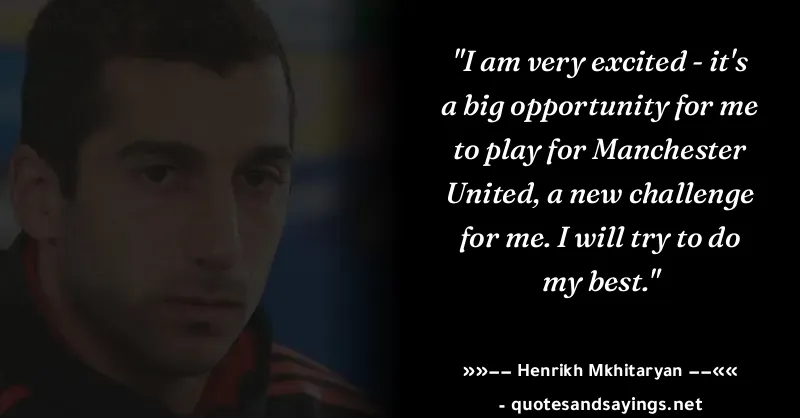 "I am very excited - it's
a big opportunity for me
to play for Manchester
United, a new challenge
for me. I will try to do
my best."
»»−− Henrikh Mkhitaryan −−««
- quotesandsayings.net